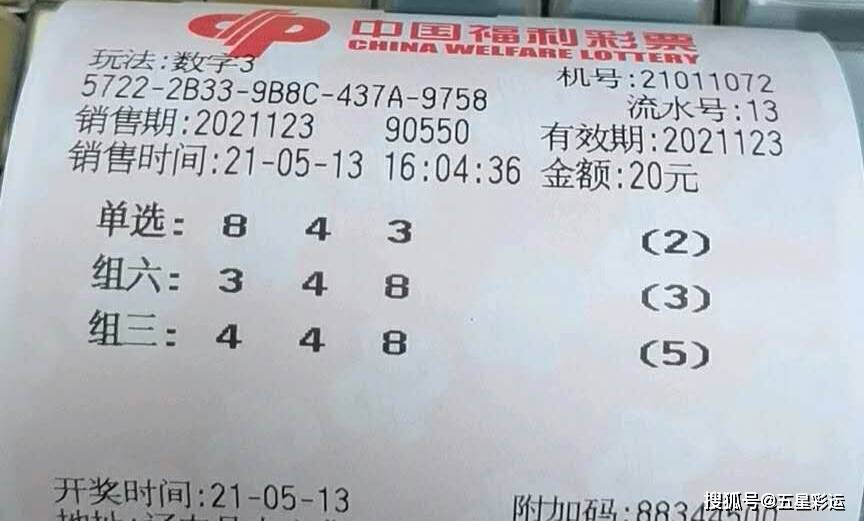 中国福利彩票
CHINA WELFARE LOTTERY
玩法:数字3
机号:21011072
5722-2B33-9B8C-437A-9758
流水号:13
销售期:2021123 90550 有效期:2021123
销售时间:21-05-13 16:04:36 金额:20元
单选: 8 4 3 (2)
组六: 3 4 8 (3)
组三: 4 4 8 (5)
开奖时间:21-05-13
附加码:88344500
地址:
搜狐号@五星彩运